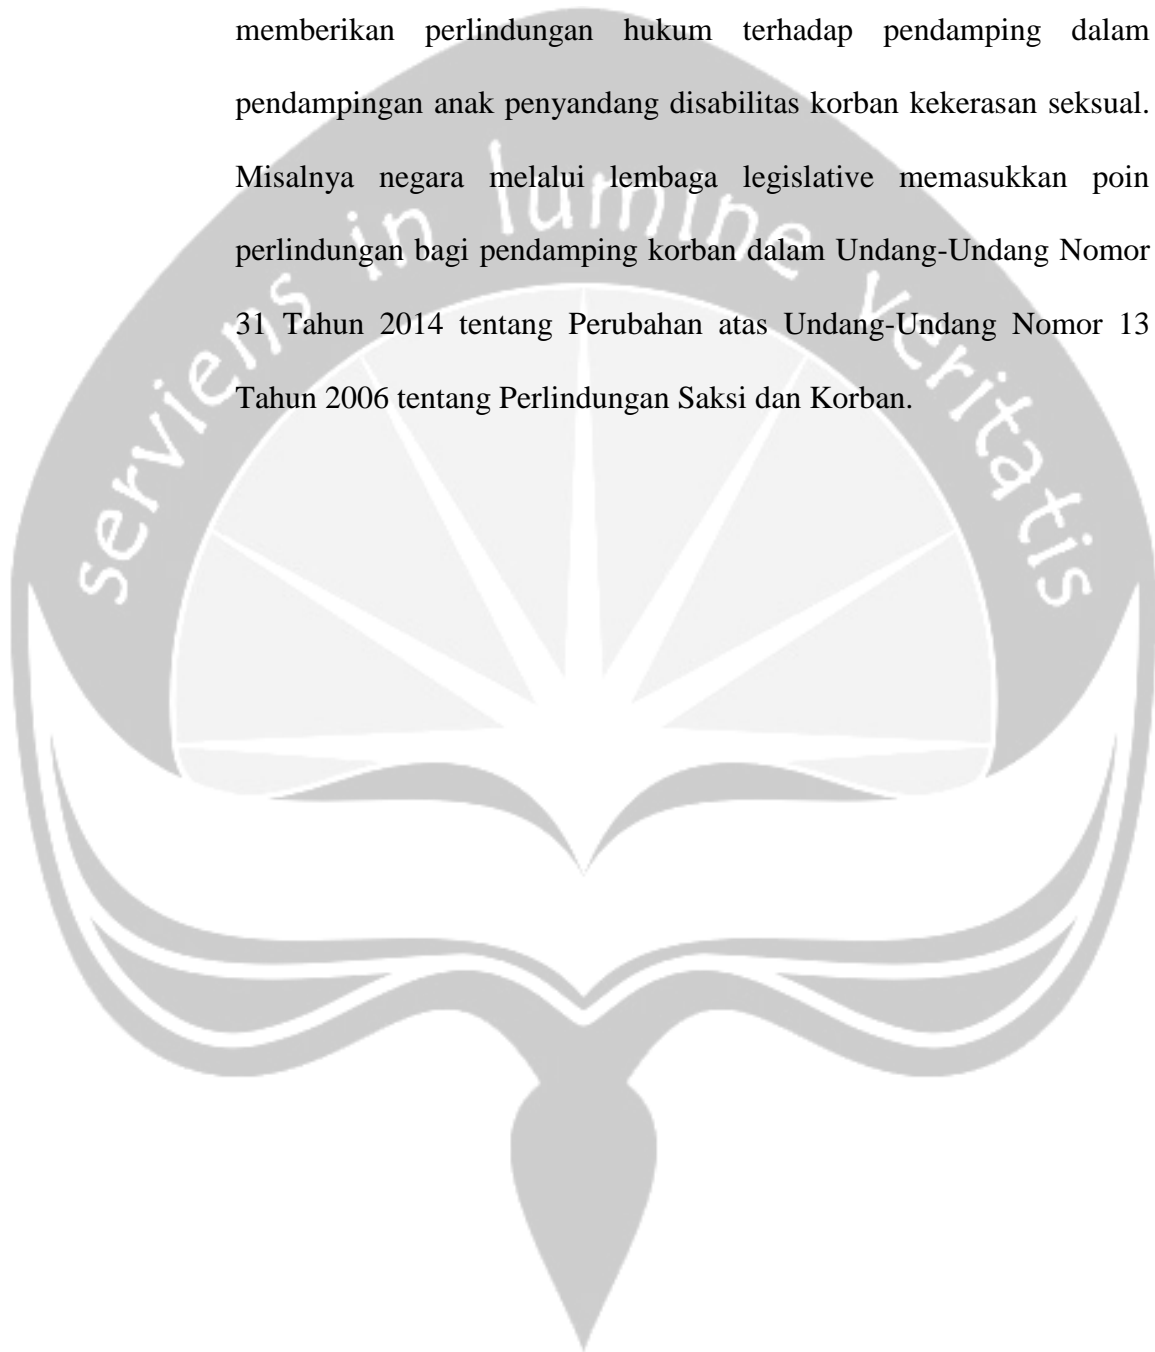 memberikan perlindungan hukum terhadap pendamping dalam
pendampingan anak penyandang disabilitas korban kekerasan seksual.
Misalnya negara melalui lembaga legislative memasukkan poin
perlindungan bagi pendamping korban dalam Undang-Undang Nomor
31 Tahun 2014 tentang Perubahan atas Undang-Undang Nomor 13
Tahun 2006 tentang Perlindungan Saksi dan Korban.
serviens in lumine veritatis